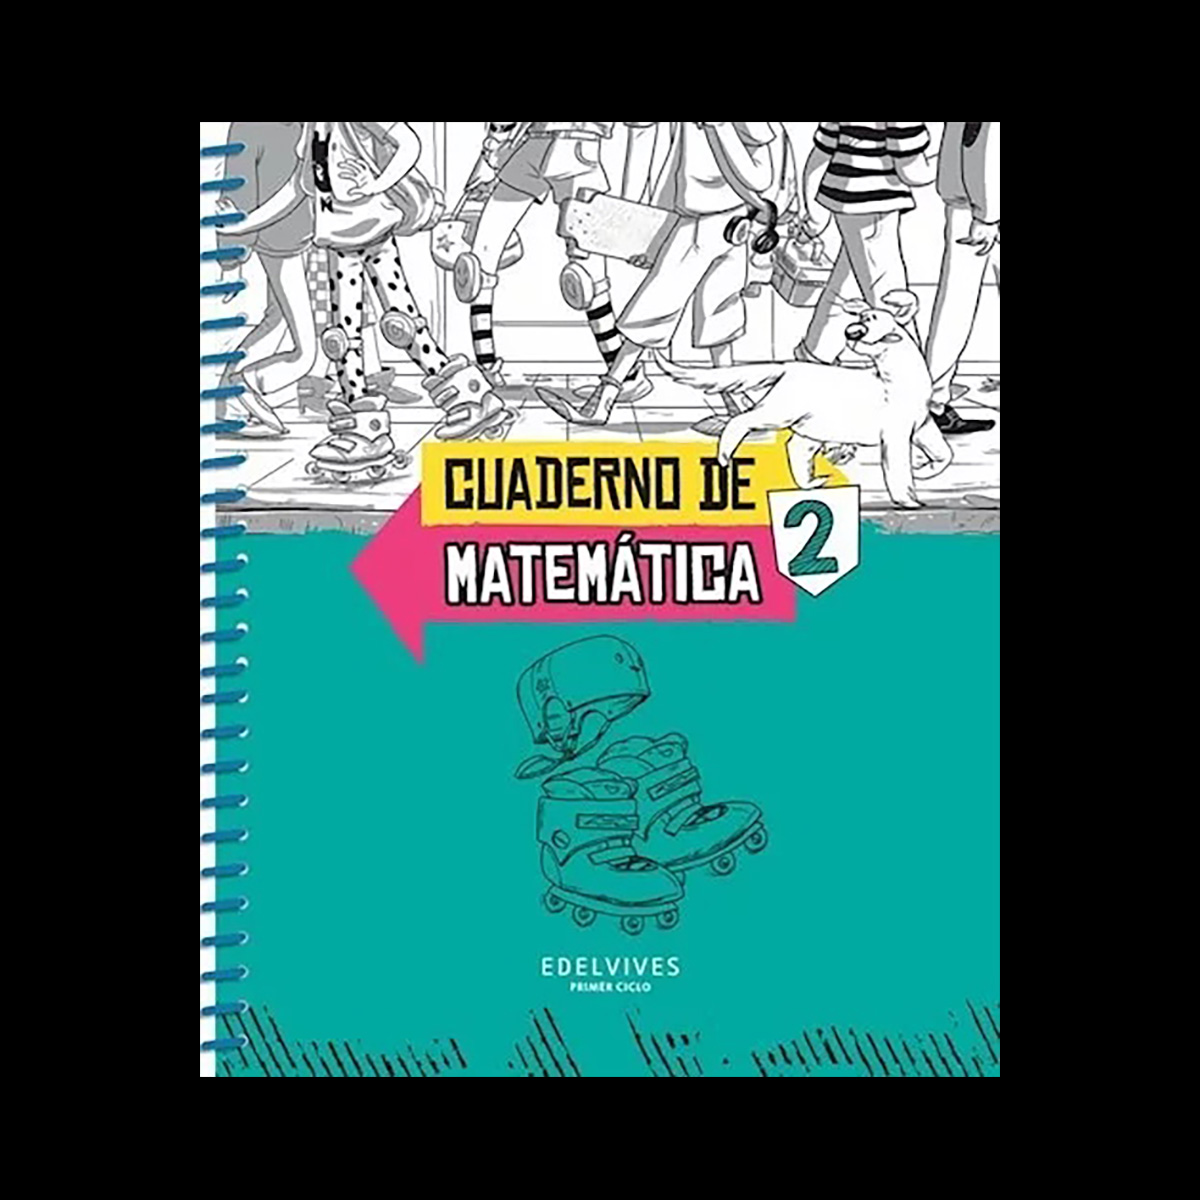 CUADERNO DE
MATEMÁTICA
2
EDELVIVES
PRIMER CICLO